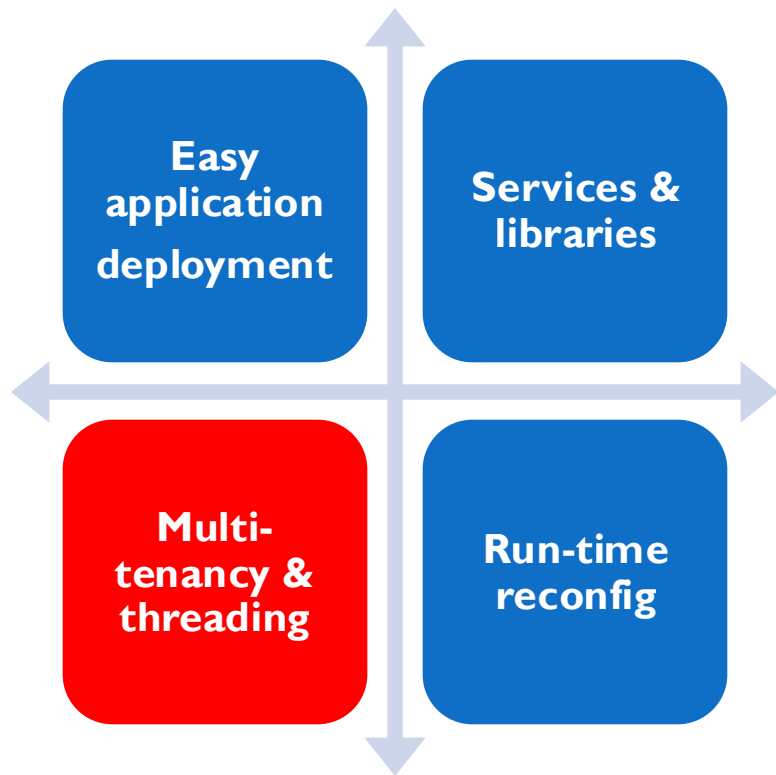 Easy
application
deployment
Services &
libraries
Multi-
tenancy &
threading
Run-time
reconfig